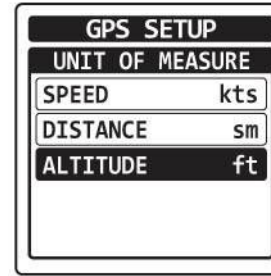 GPS SETUP
UNIT OF MEASURE
SPEED kts
DISTANCE sm
ALTITUDE ft